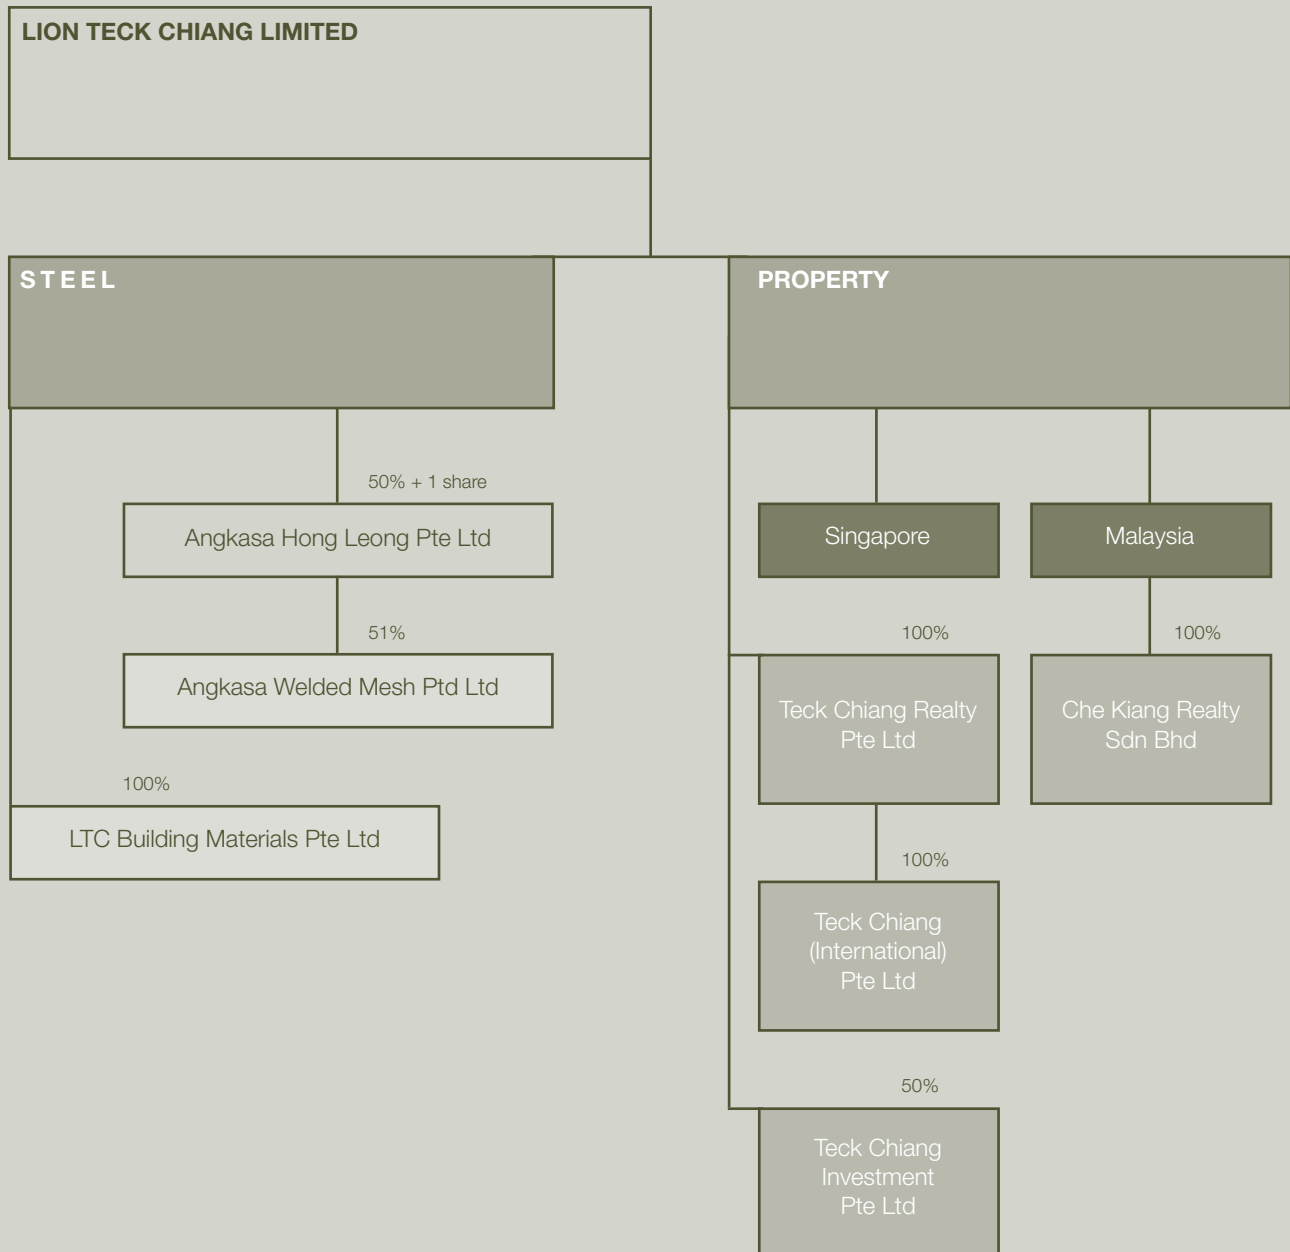 LION TECK CHIANG LIMITED
STEEL
PROPERTY
50% + 1 share
Angkasa Hong Leong Pte Ltd
51%
Angkasa Welded Mesh Ptd Ltd
100%
LTC Building Materials Pte Ltd
Singapore
Malaysia
100%
Teck Chiang Realty
Pte Ltd
100%
Che Kiang Realty
Sdn Bhd
100%
Teck Chiang
(International)
Pte Ltd
50%
Teck Chiang
Investment
Pte Ltd